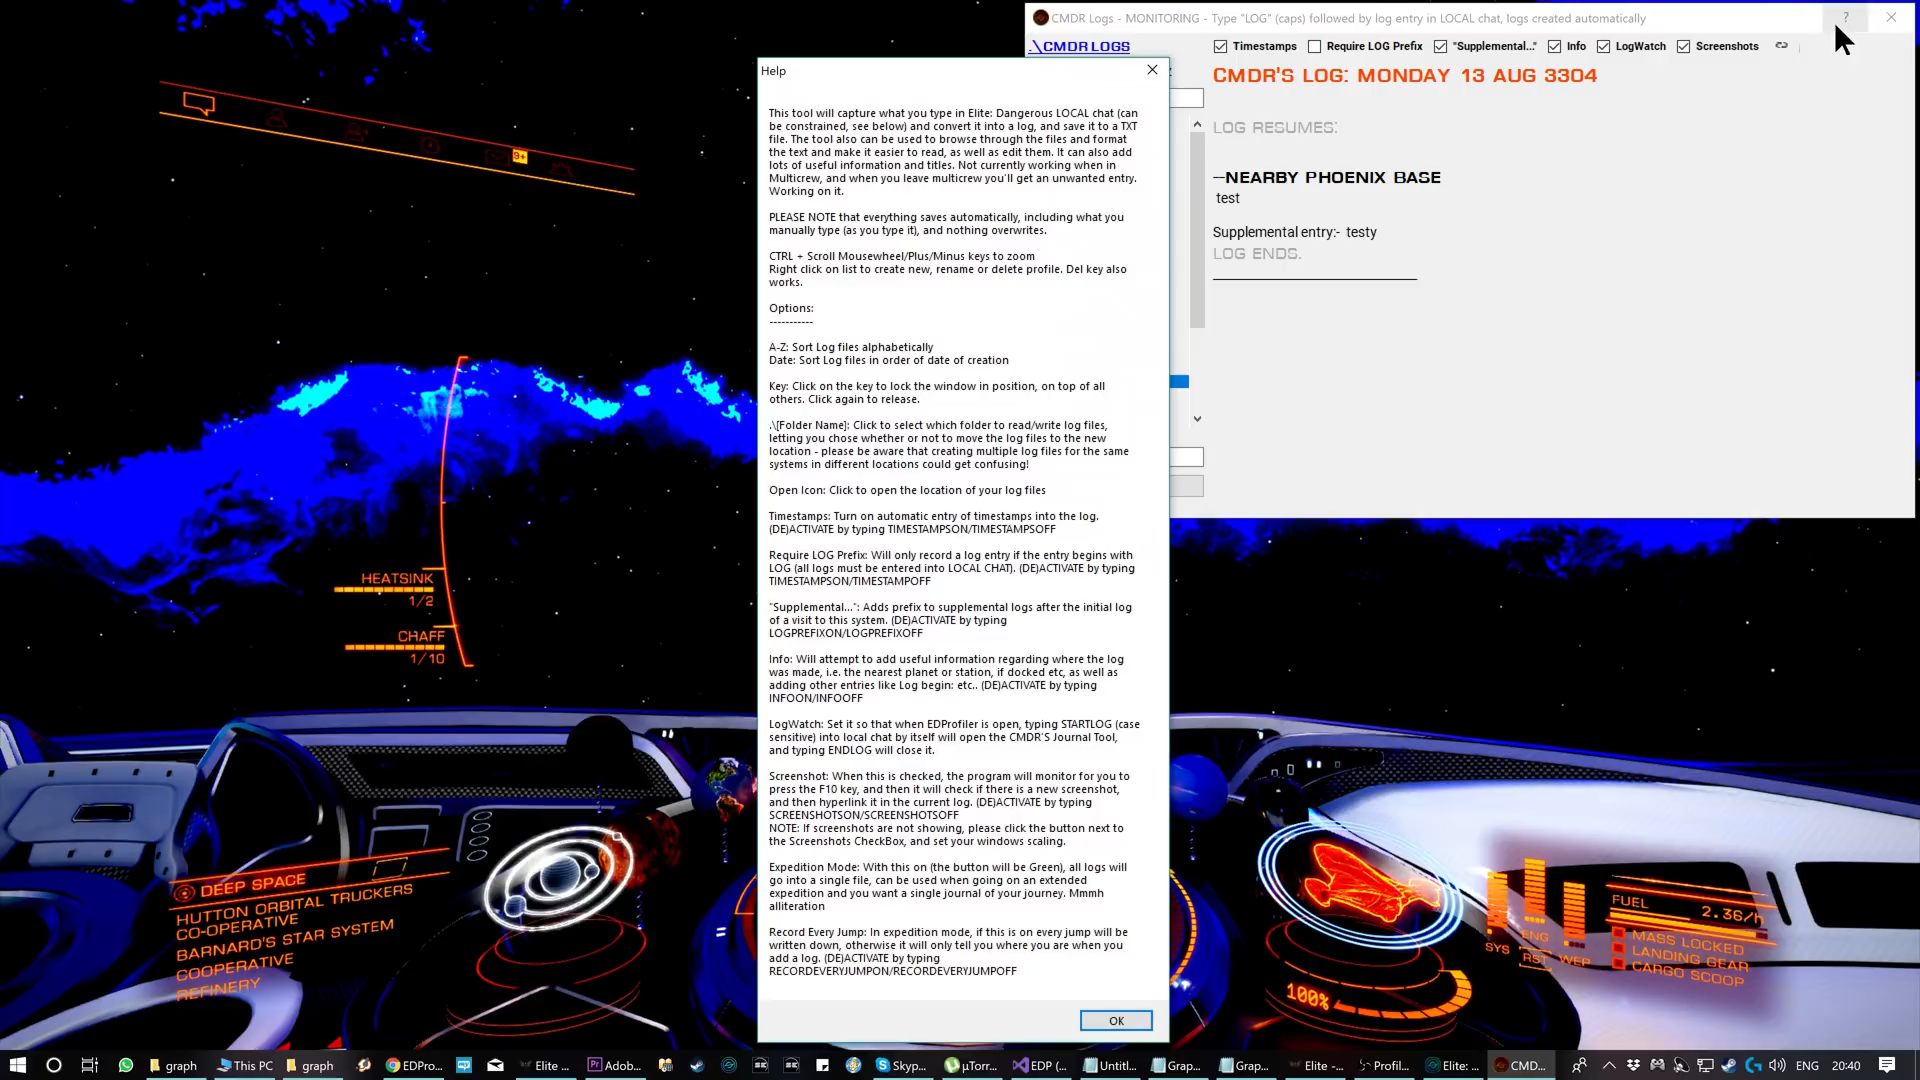 CMDR Logs - MONITORING - Type "LOG" (caps) followed by log entry in LOCAL chat, logs created automatically
?
.\CMDR LOGS
Timestamps
Require LOG Prefix
"Supplemental..."
Info
LogWatch
Screenshots
CMDR'S LOG: MONDAY 13 AUG 3304
LOG RESUMES:
—NEARBY PHOENIX BASE
test
Supplemental entry:- testy
LOG ENDS.
Help
This tool will capture what you type in Elite: Dangerous LOCAL chat (can
be constrained, see below) and convert it into a log, and save it to a TXT
file. The tool also can be used to browse through the files and format
the text and make it easier to read, as well as edit them. It can also add
lots of useful information and titles. Not currently working when in
Multicrew, and when you leave multicrew you'll get an unwanted entry.
Working on it.
PLEASE NOTE that everything saves automatically, including what you
manually type (as you type it), and nothing overwrites.
CTRL + Scroll Mousewheel/Plus/Minus keys to zoom
Right click on list to create new, rename or delete profile. Del key also
works.
Options:
-----------
A-Z: Sort Log files alphabetically
Date: Sort Log files in order of date of creation
Key: Click on the key to lock the window in position, on top of all
others. Click again to release.
.\[Folder Name]: Click to select which folder to read/write log files,
letting you chose whether or not to move the log files to the new
location - please be aware that creating multiple log files for the same
systems in different locations could get confusing!
Open Icon: Click to open the location of your log files
Timestamps: Turn on automatic entry of timestamps into the log.
(DE)ACTIVATE by typing TIMESTAMPSON/TIMESTAMPSOFF
Require LOG Prefix: Will only record a log entry if the entry begins with
LOG (all logs must be entered into LOCAL CHAT). (DE)ACTIVATE by typing
TIMESTAMPSON/TIMESTAMPOFF
"Supplemental...": Adds prefix to supplemental logs after the initial log
of a visit to this system. (DE)ACTIVATE by typing
LOGPREFIXON/LOGPREFIXOFF
Info: Will attempt to add useful information regarding where the log
was made, i.e. the nearest planet or station, if docked etc, as well as
adding other entries like Log begin: etc.. (DE)ACTIVATE by typing
INFOON/INFOOFF
LogWatch: Set it so that when EDProfiler is open, typing STARTLOG (case
sensitive) into local chat by itself will open the CMDR'S Journal Tool,
and typing ENDLOG will close it.
Screenshot: When this is checked, the program will monitor for you to
press the F10 key, and then it will check if there is a new screenshot,
and then hyperlink it in the current log. (DE)ACTIVATE by typing
SCREENSHOTSON/SCREENSHOTSOFF
NOTE: If screenshots are not showing, please click the button next to
the Screenshots CheckBox, and set your windows scaling.
Expedition Mode: With this on (the button will be Green), all logs will
go into a single file, can be used when going on an extended
expedition and you want a single journal of your journey. Mmmh
alliteration
Record Every Jump: In expedition mode, if this is on every jump will be
written down, otherwise it will only tell you where you are when you
add a log. (DE)ACTIVATE by typing
RECORDEVERYJUMPON/RECORDEVERYJUMPOFF
OK
9+
HEATSINK
1/2
CHAFF
1/10
DEEP SPACE
HUTTON ORBITAL TRUCKERS
CO-OPERATIVE
BARNARD'S STAR SYSTEM
COOPERATIVE
REFINERY
100%
SYS
ENG
RST
WEP
FUEL
2.36/h
MASS LOCKED
LANDING GEAR
CARGO SCOOP
graph
This PC
graph
EDPro...
Elite ...
Adob...
Skyp...
µTorr...
EDP (...
Untitl...
Grap...
Grap...
Elite -...
Profil...
Elite: ...
CMD...
ENG
20:40